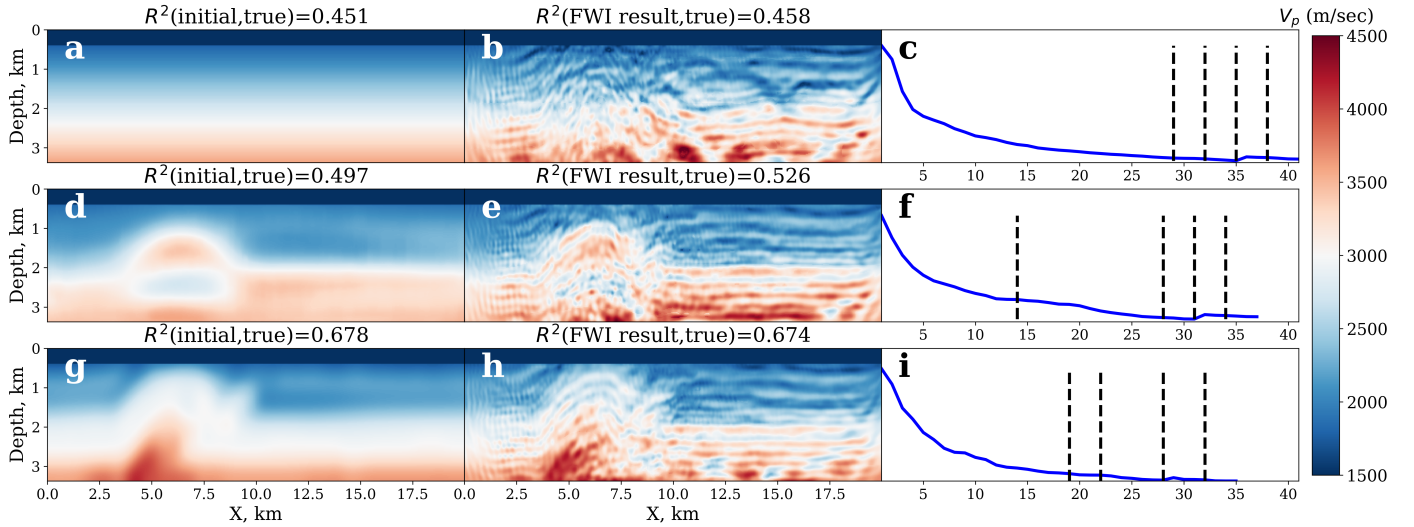 R²(initial,true)=0.451
R²(FWI result,true)=0.458
V_p (m/sec)
a
b
c
Depth, km
0
1
2
3
5 10 15 20 25 30 35 40
R²(initial,true)=0.497
R²(FWI result,true)=0.526
d
e
f
Depth, km
0
1
2
3
5 10 15 20 25 30 35 40
R²(initial,true)=0.678
R²(FWI result,true)=0.674
g
h
i
Depth, km
0
1
2
3
0.0 2.5 5.0 7.5 10.0 12.5 15.0 17.5 0.0 2.5 5.0 7.5 10.0 12.5 15.0 17.5
5 10 15 20 25 30 35 40
X, km
X, km
4500
4000
3500
3000
2500
2000
1500